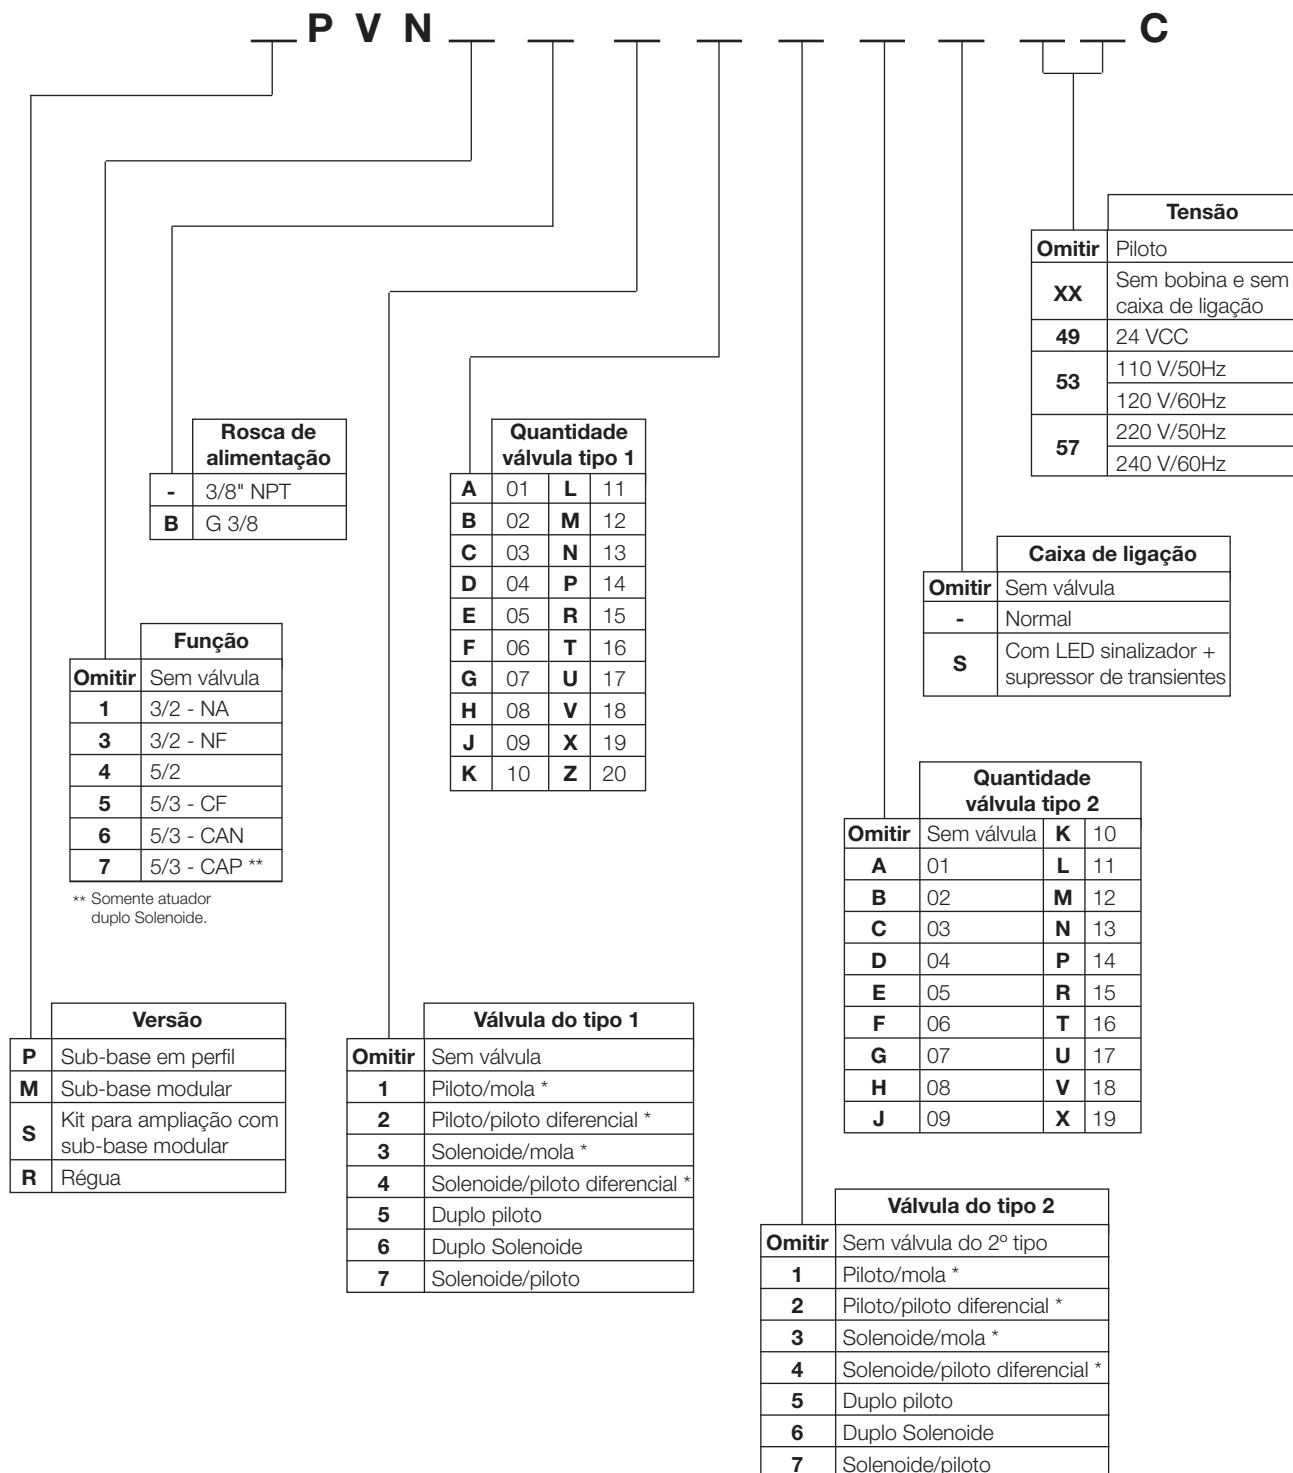 __ P V N __ __ __ __ __ __ __ __ __ C
Tensão
Omitir Piloto
XX Sem bobina e sem
caixa de ligação
49 24 VCC
53 110 V/50Hz
120 V/60Hz
57 220 V/50Hz
240 V/60Hz
Rosca de
alimentação
- 3/8" NPT
B G 3/8
Quantidade
válvula tipo 1
A 01 L 11
B 02 M 12
C 03 N 13
D 04 P 14
E 05 R 15
F 06 T 16
G 07 U 17
H 08 V 18
J 09 X 19
K 10 Z 20
Caixa de ligação
Omitir Sem válvula
- Normal
S Com LED sinalizador +
supressor de transientes
Função
Omitir Sem válvula
1 3/2 - NA
3 3/2 - NF
4 5/2
5 5/3 - CF
6 5/3 - CAN
7 5/3 - CAP **
** Somente atuador
duplo Solenoide.
Quantidade
válvula tipo 2
Omitir Sem válvula K 10
A 01 L 11
B 02 M 12
C 03 N 13
D 04 P 14
E 05 R 15
F 06 T 16
G 07 U 17
H 08 V 18
J 09 X 19
Versão
P Sub-base em perfil
M Sub-base modular
S Kit para ampliação com
sub-base modular
R Régua
Válvula do tipo 1
Omitir Sem válvula
1 Piloto/mola *
2 Piloto/piloto diferencial *
3 Solenoide/mola *
4 Solenoide/piloto diferencial *
5 Duplo piloto
6 Duplo Solenoide
7 Solenoide/piloto
Válvula do tipo 2
Omitir Sem válvula do 2º tipo
1 Piloto/mola *
2 Piloto/piloto diferencial *
3 Solenoide/mola *
4 Solenoide/piloto diferencial *
5 Duplo piloto
6 Duplo Solenoide
7 Solenoide/piloto